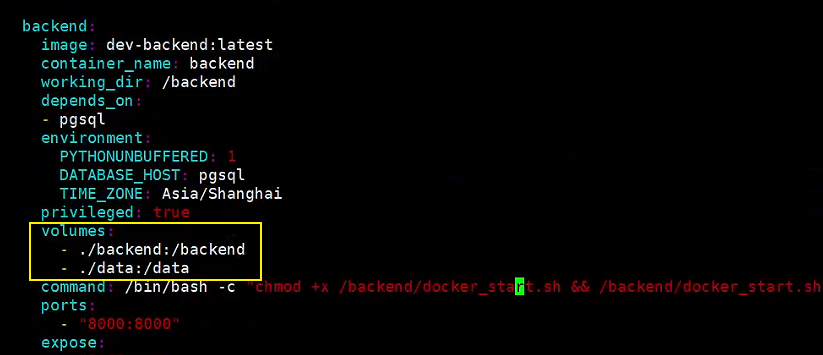 backend:
image: dev-backend:latest
container_name: backend
working_dir: /backend
depends_on:
- pgsql
environment:
PYTHONUNBUFFERED: 1
DATABASE_HOST: pgsql
TIME_ZONE: Asia/Shanghai
privileged: true
volumes:
- ./backend:/backend
- ./data:/data
command: /bin/bash -c "chmod +x /backend/docker_start.sh && /backend/docker_start.sh
ports:
- "8000:8000"
expose: